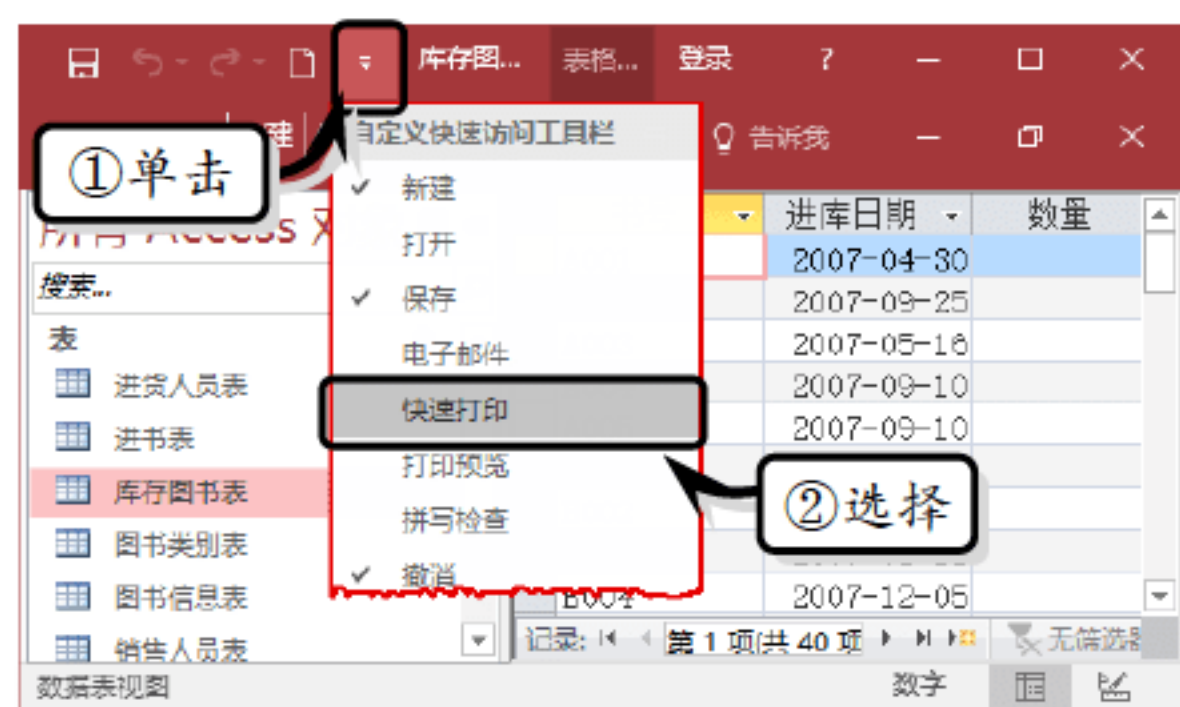 库存图... 表格... 登录 ?
①单击
建
自定义快速访问工具栏
告诉我
✓ 新建
打开
✓ 保存
电子邮件
快速打印
打印预览
拼写检查
✓ 撤消
②选择
所有 Access
搜索...
表
进货人员表
进书表
库存图书表
图书类别表
图书信息表
销售人员表
进库日期 数量
2007-04-30
2007-09-25
2007-05-16
2007-09-10
2007-09-10
B004 2007-12-05
记录: 第 1 项(共 40 项 无筛选器
数据表视图 数字